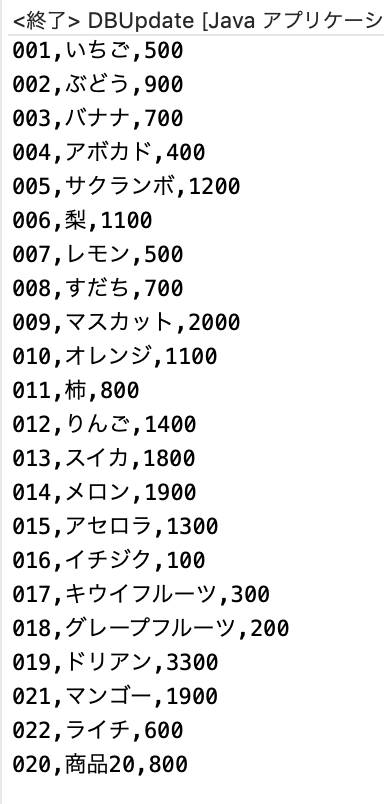 <終了> DBUpdate [Java アプリケーシ
001,いちご,500
002,ぶどう,900
003,バナナ,700
004,アボカド,400
005,サクランボ,1200
006,梨,1100
007,レモン,500
008,すだち,700
009,マスカット,2000
010,オレンジ,1100
011,柿,800
012,りんご,1400
013,スイカ,1800
014,メロン,1900
015,アセロラ,1300
016,イチジク,100
017,キウイフルーツ,300
018,グレープフルーツ,200
019,ドリアン,3300
021,マンゴー,1900
022,ライチ,600
020,商品20,800